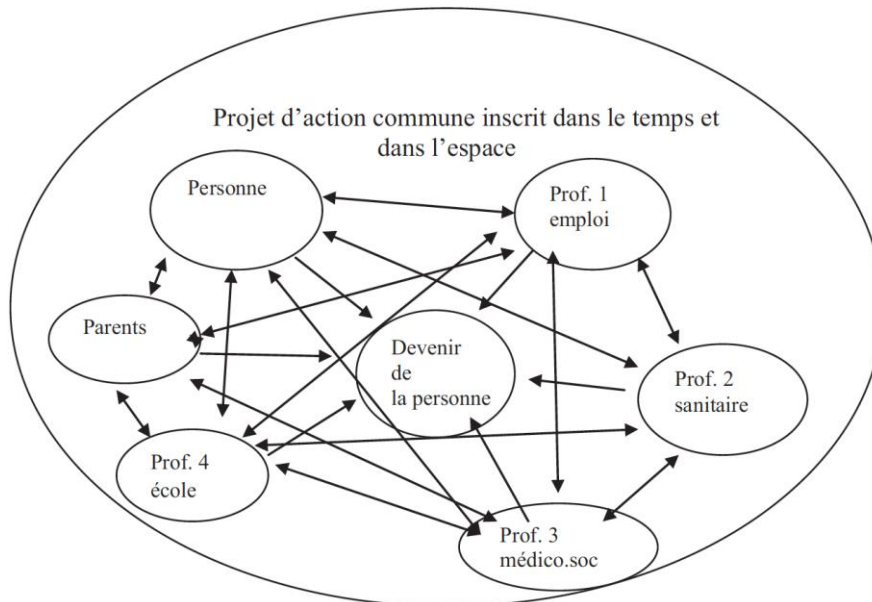 Projet d'action commune inscrit dans le temps et
dans l'espace
Personne
Prof. 1
emploi
Parents
Devenir
de
la personne
Prof. 2
sanitaire
Prof. 4
école
Prof. 3
médico.soc